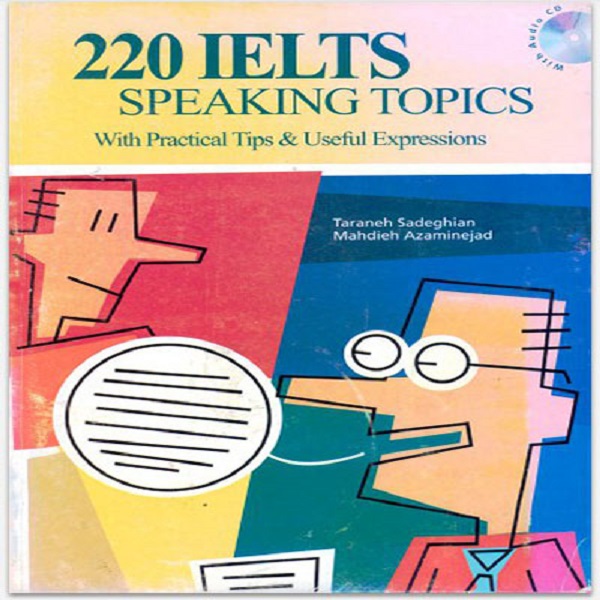 220 IELTS
SPEAKING TOPICS
With Practical Tips & Useful Expressions
With Audio CD
Taraneh Sadeghian
Mahdieh Azaminejad